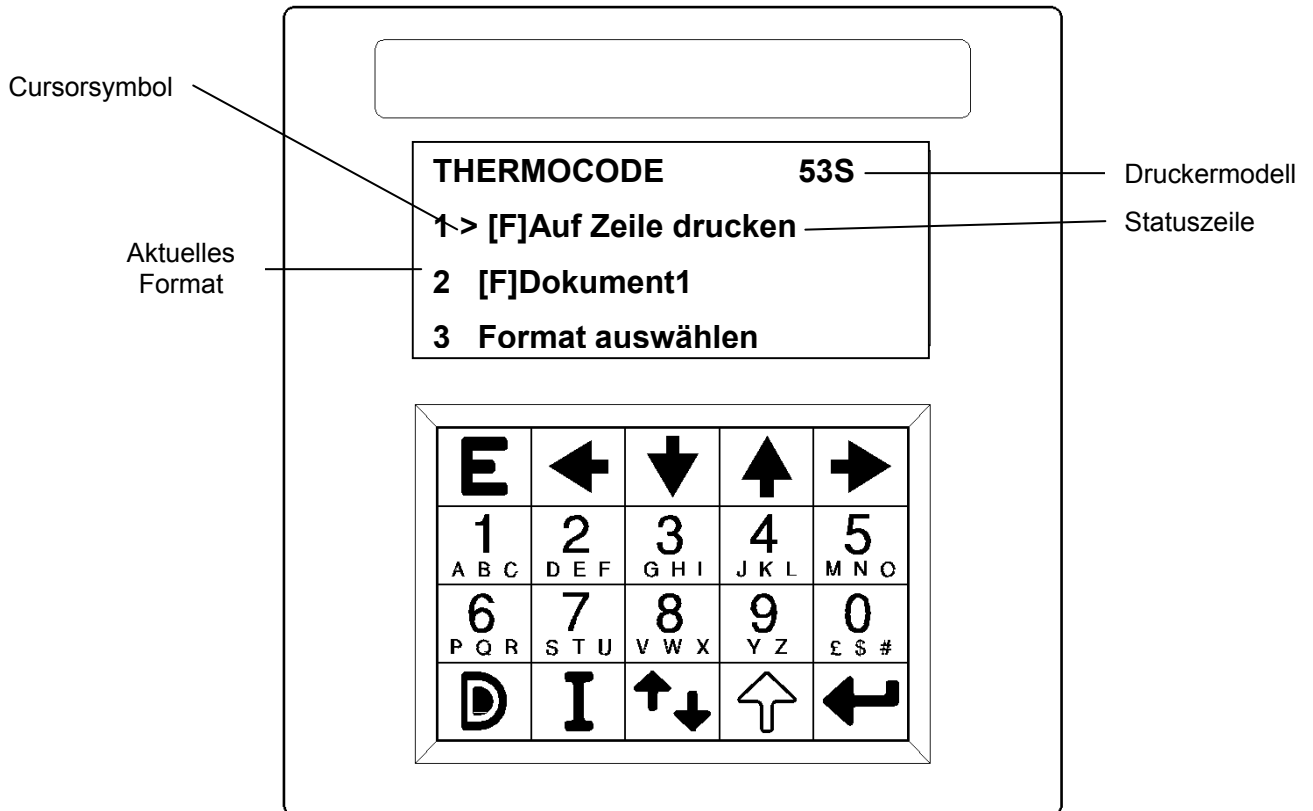 Cursorsymbol
THERMOCODE 53S
Druckermodell
1 > [F]Auf Zeile drucken
Statuszeile
Aktuelles
Format
2 [F]Dokument1
3 Format auswählen
E
1 2 3 4 5
A B C D E F G H I J K L M N O
6 7 8 9 0
P Q R S T U V W X Y Z £ $ #
D I